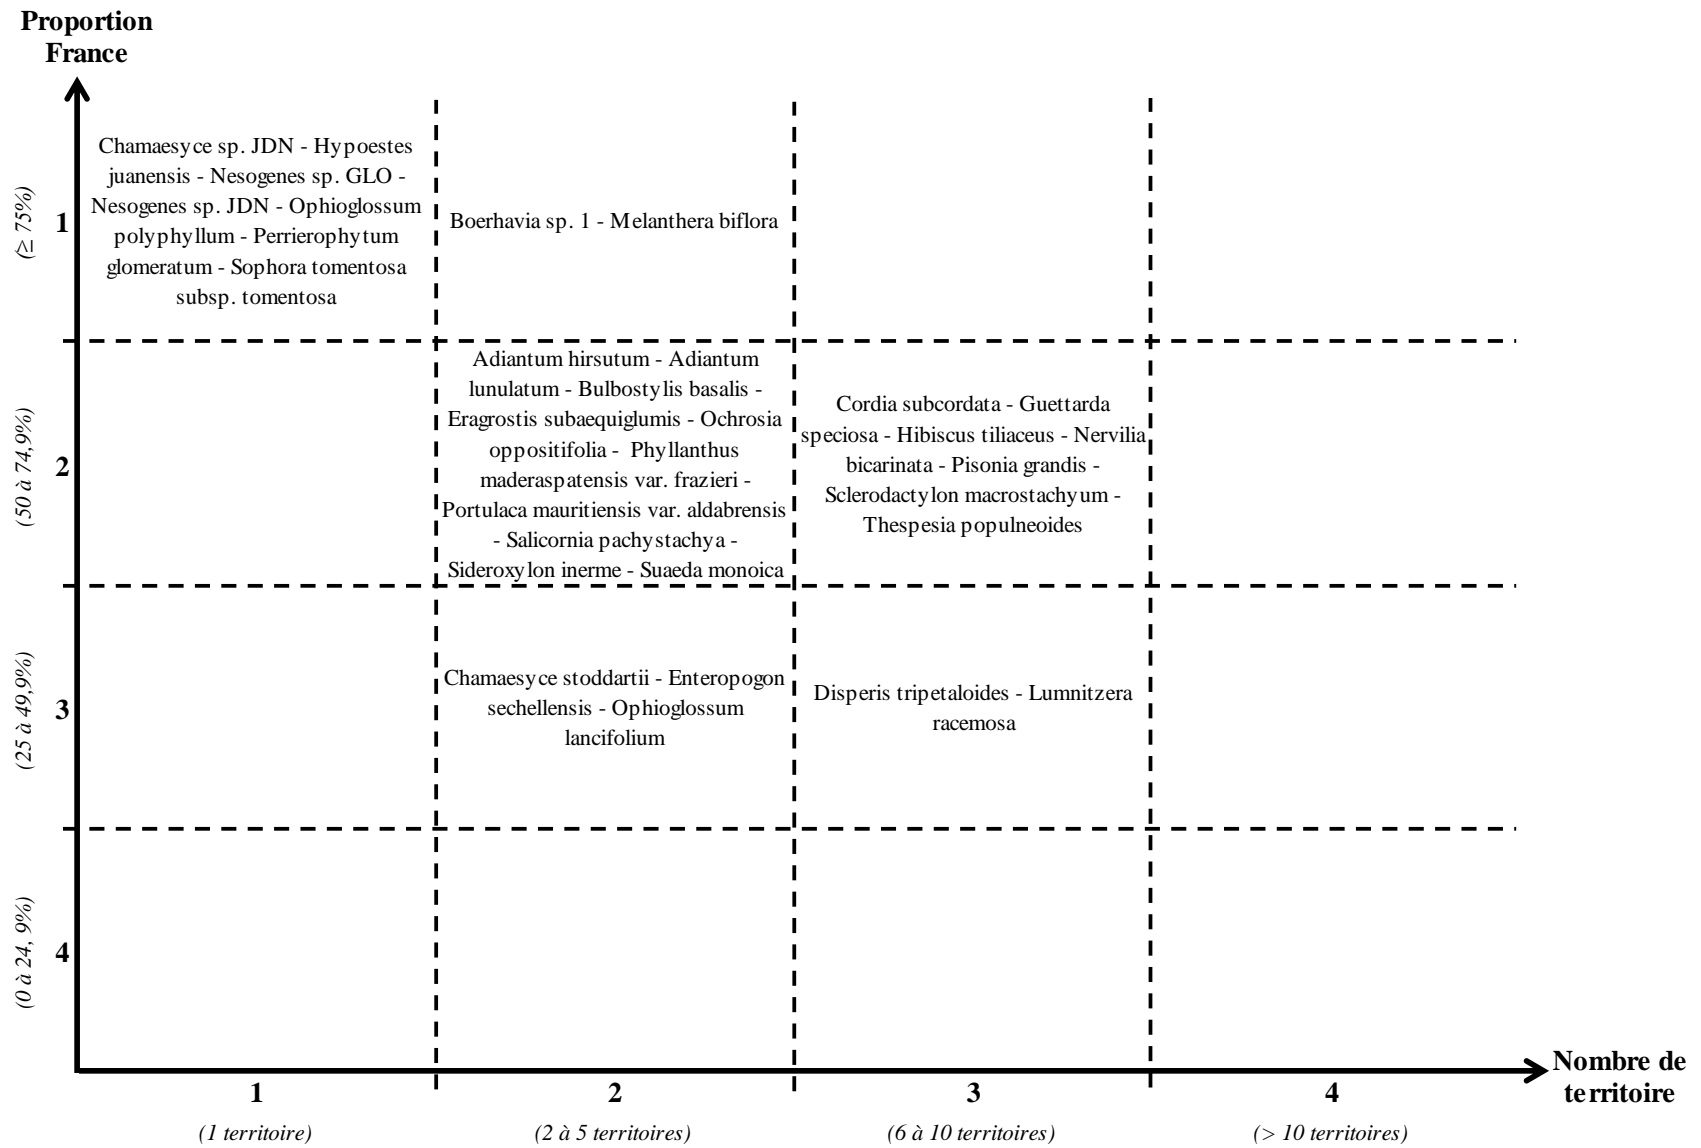 Proportion
France
Chamaesyce sp. JDN - Hypoestes
juanensis - Nesogenes sp. GLO -
Nesogenes sp. JDN - Ophioglossum
polyphyllum - Perrierophytum
glomeratum - Sophora tomentosa
subsp. tomentosa
Boerhavia sp. 1 - Melanthera biflora
(≥ 75%)
1
Adiantum hirsutum - Adiantum
lunulatum - Bulbostylis basalis -
Eragrostis subaequiglumis - Ochrosia
oppositifolia - Phyllanthus
maderaspatensis var. frazieri -
Portulaca mauritiensis var. aldabrensis
- Salicornia pachystachya -
Sideroxylon inerme - Suaeda monoica
Cordia subcordata - Guettarda
speciosa - Hibiscus tiliaceus - Nervilia
bicarinata - Pisonia grandis -
Sclerodactylon macrostachyum -
Thespesia populneoides
(50 à 74,9%)
2
Chamaesyce stoddartii - Enteropogon
sechellensis - Ophioglossum
lancifolium
Disperis tripetaloides - Lumnitzera
racemosa
(25 à 49,9%)
3
(0 à 24, 9%)
4
Nombre de
territoire
1
2
3
4
(1 territoire)
(2 à 5 territoires)
(6 à 10 territoires)
(> 10 territoires)